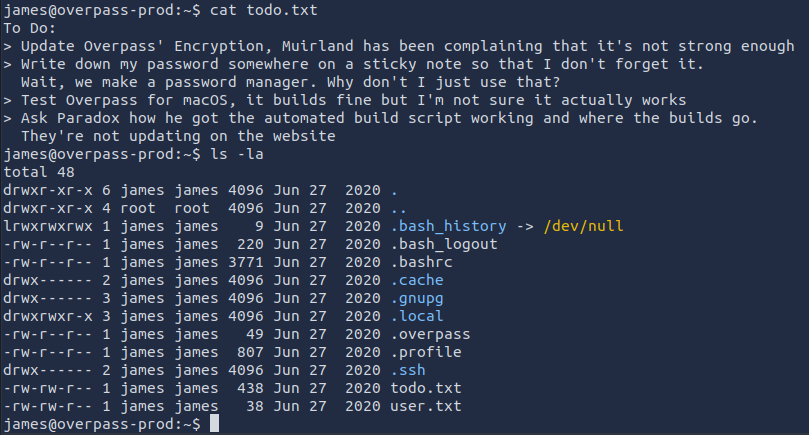 james@overpass-prod:~$ cat todo.txt
To Do:
> Update Overpass' Encryption, Muirland has been complaining that it's not strong enough
> Write down my password somewhere on a sticky note so that I don't forget it.
  Wait, we make a password manager. Why don't I just use that?
> Test Overpass for macOS, it builds fine but I'm not sure it actually works
> Ask Paradox how he got the automated build script working and where the builds go.
  They're not updating on the website
james@overpass-prod:~$ ls -la
total 48
drwxr-xr-x 6 james james 4096 Jun 27  2020 .
drwxr-xr-x 4 root  root  4096 Jun 27  2020 ..
lrwxrwxrwx 1 james james    9 Jun 27  2020 .bash_history -> /dev/null
-rw-r--r-- 1 james james  220 Jun 27  2020 .bash_logout
-rw-r--r-- 1 james james 3771 Jun 27  2020 .bashrc
drwx------ 2 james james 4096 Jun 27  2020 .cache
drwx------ 3 james james 4096 Jun 27  2020 .gnupg
drwxrwxr-x 3 james james 4096 Jun 27  2020 .local
-rw-r--r-- 1 james james   49 Jun 27  2020 .overpass
-rw-r--r-- 1 james james  807 Jun 27  2020 .profile
drwx------ 2 james james 4096 Jun 27  2020 .ssh
-rw-rw-r-- 1 james james  438 Jun 27  2020 todo.txt
-rw-rw-r-- 1 james james   38 Jun 27  2020 user.txt
james@overpass-prod:~$